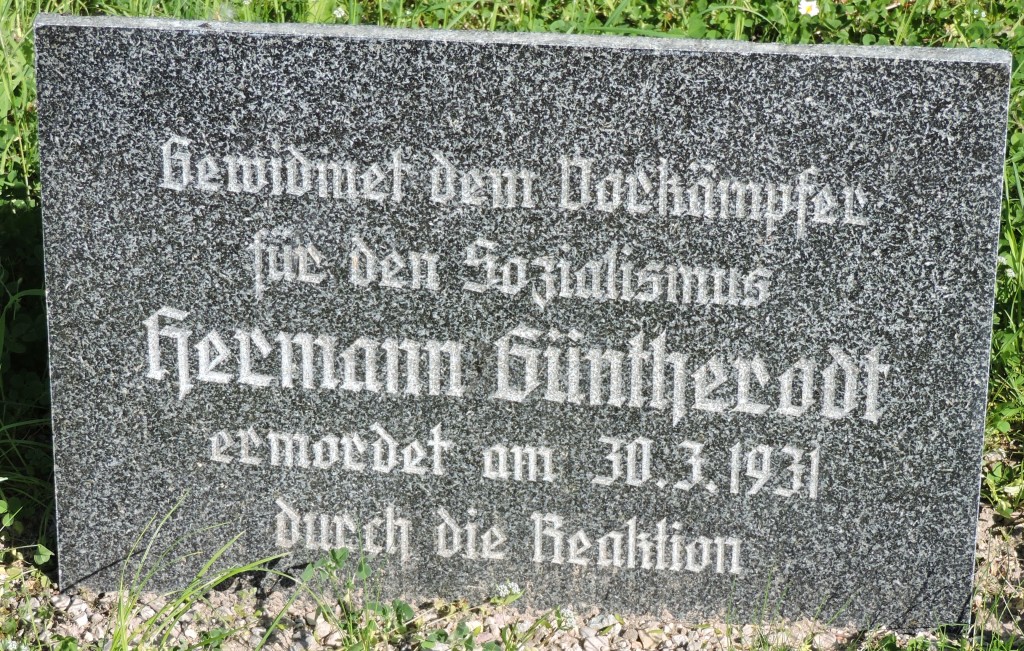 Gewidmet dem Vorkämpfer
für den Sozialismus
Hermann Güntherodt
ermordet am 30.3.1931
durch die Reaktion